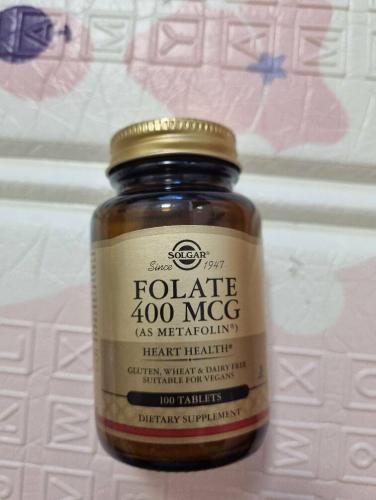 SOLGAR®
Since 1947
FOLATE
400 MCG
(AS METAFOLIN®)
HEART HEALTH*
GLUTEN, WHEAT & DAIRY FREE
SUITABLE FOR VEGANS
100 TABLETS
DIETARY SUPPLEMENT